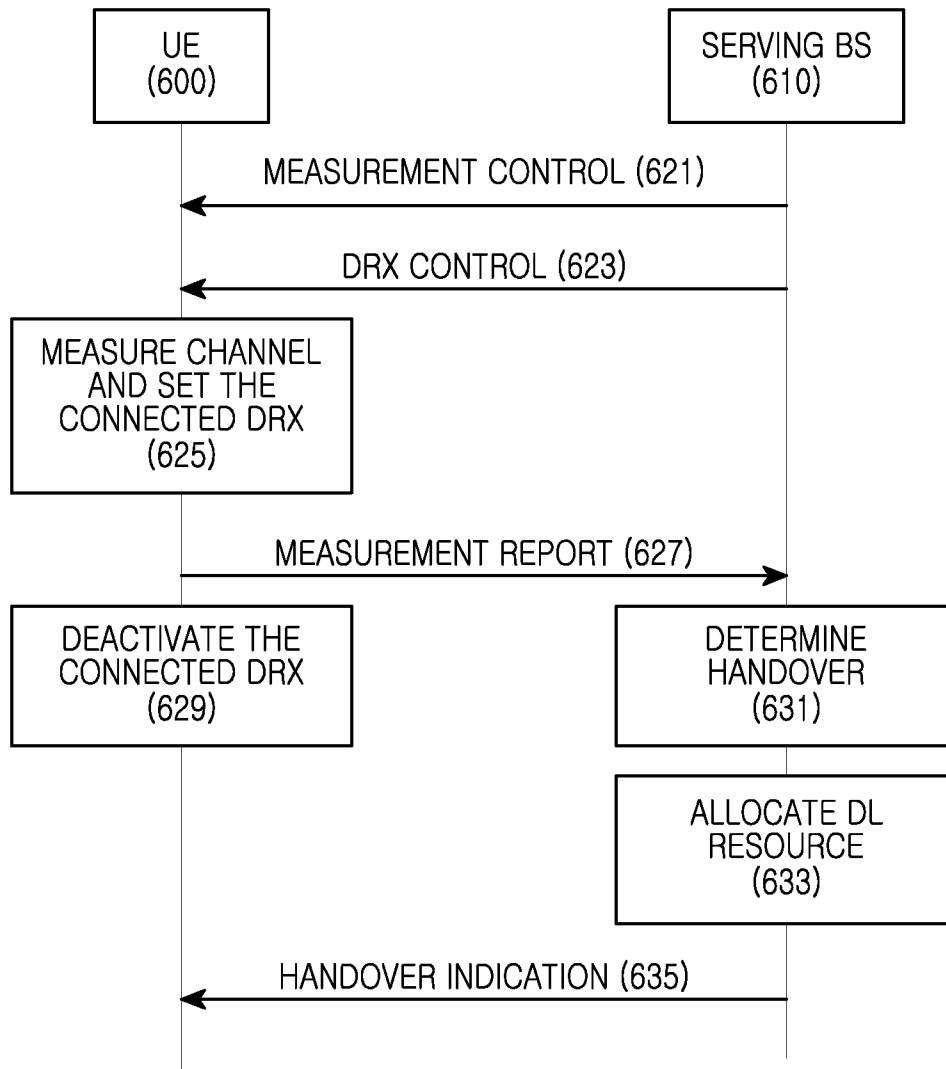 UE
(600)
SERVING BS
(610)
MEASUREMENT CONTROL (621)
DRX CONTROL (623)
MEASURE CHANNEL
AND SET THE
CONNECTED DRX
(625)
MEASUREMENT REPORT (627)
DEACTIVATE THE
CONNECTED DRX
(629)
DETERMINE
HANDOVER
(631)
ALLOCATE DL
RESOURCE
(633)
HANDOVER INDICATION (635)